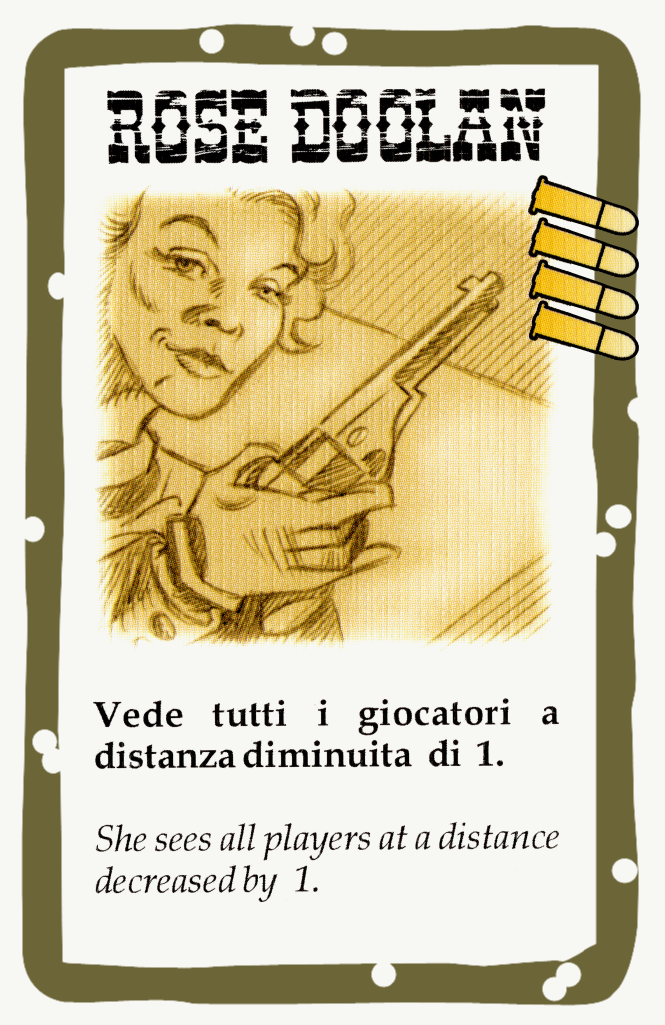 ROSE DOOLAN
Vede tutti i giocatori a
distanza diminuita di 1.
She sees all players at a distance
decreased by 1.